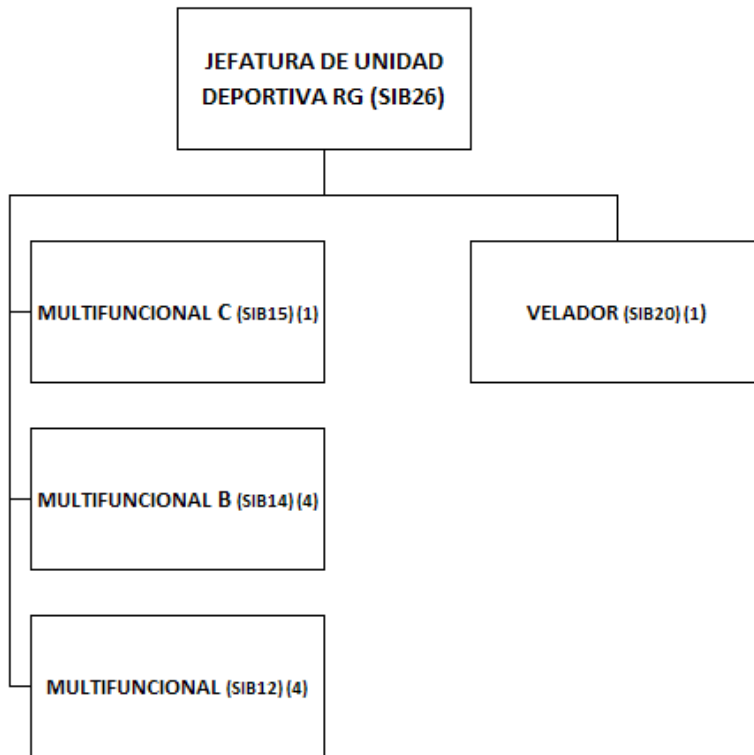 JEFATURA DE UNIDAD
DEPORTIVA RG (SIB26)
MULTIFUNCIONAL C (SIB15) (1)
VELADOR (SIB20) (1)
MULTIFUNCIONAL B (SIB14) (4)
MULTIFUNCIONAL (SIB12) (4)